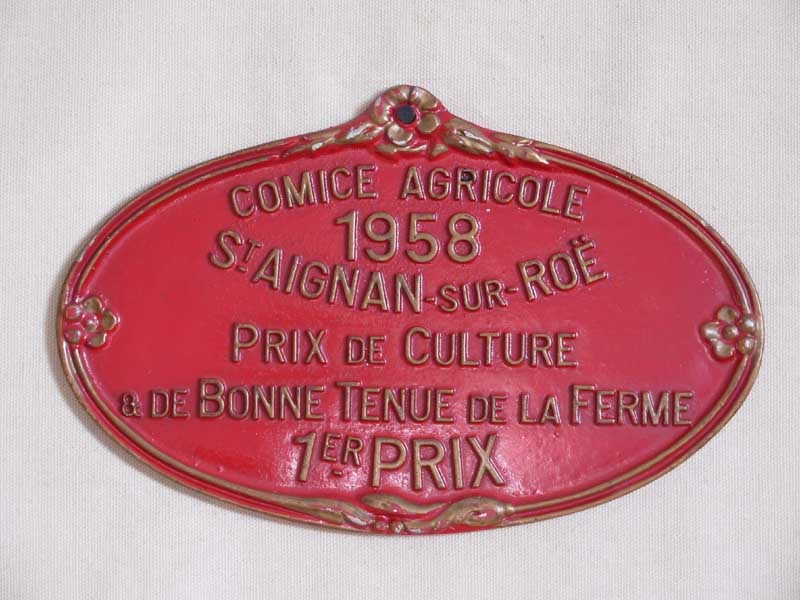 COMICE AGRICOLE
1958
ST AIGNAN-SUR-ROË
PRIX DE CULTURE
& DE BONNE TENUE DE LA FERME
1ER PRIX